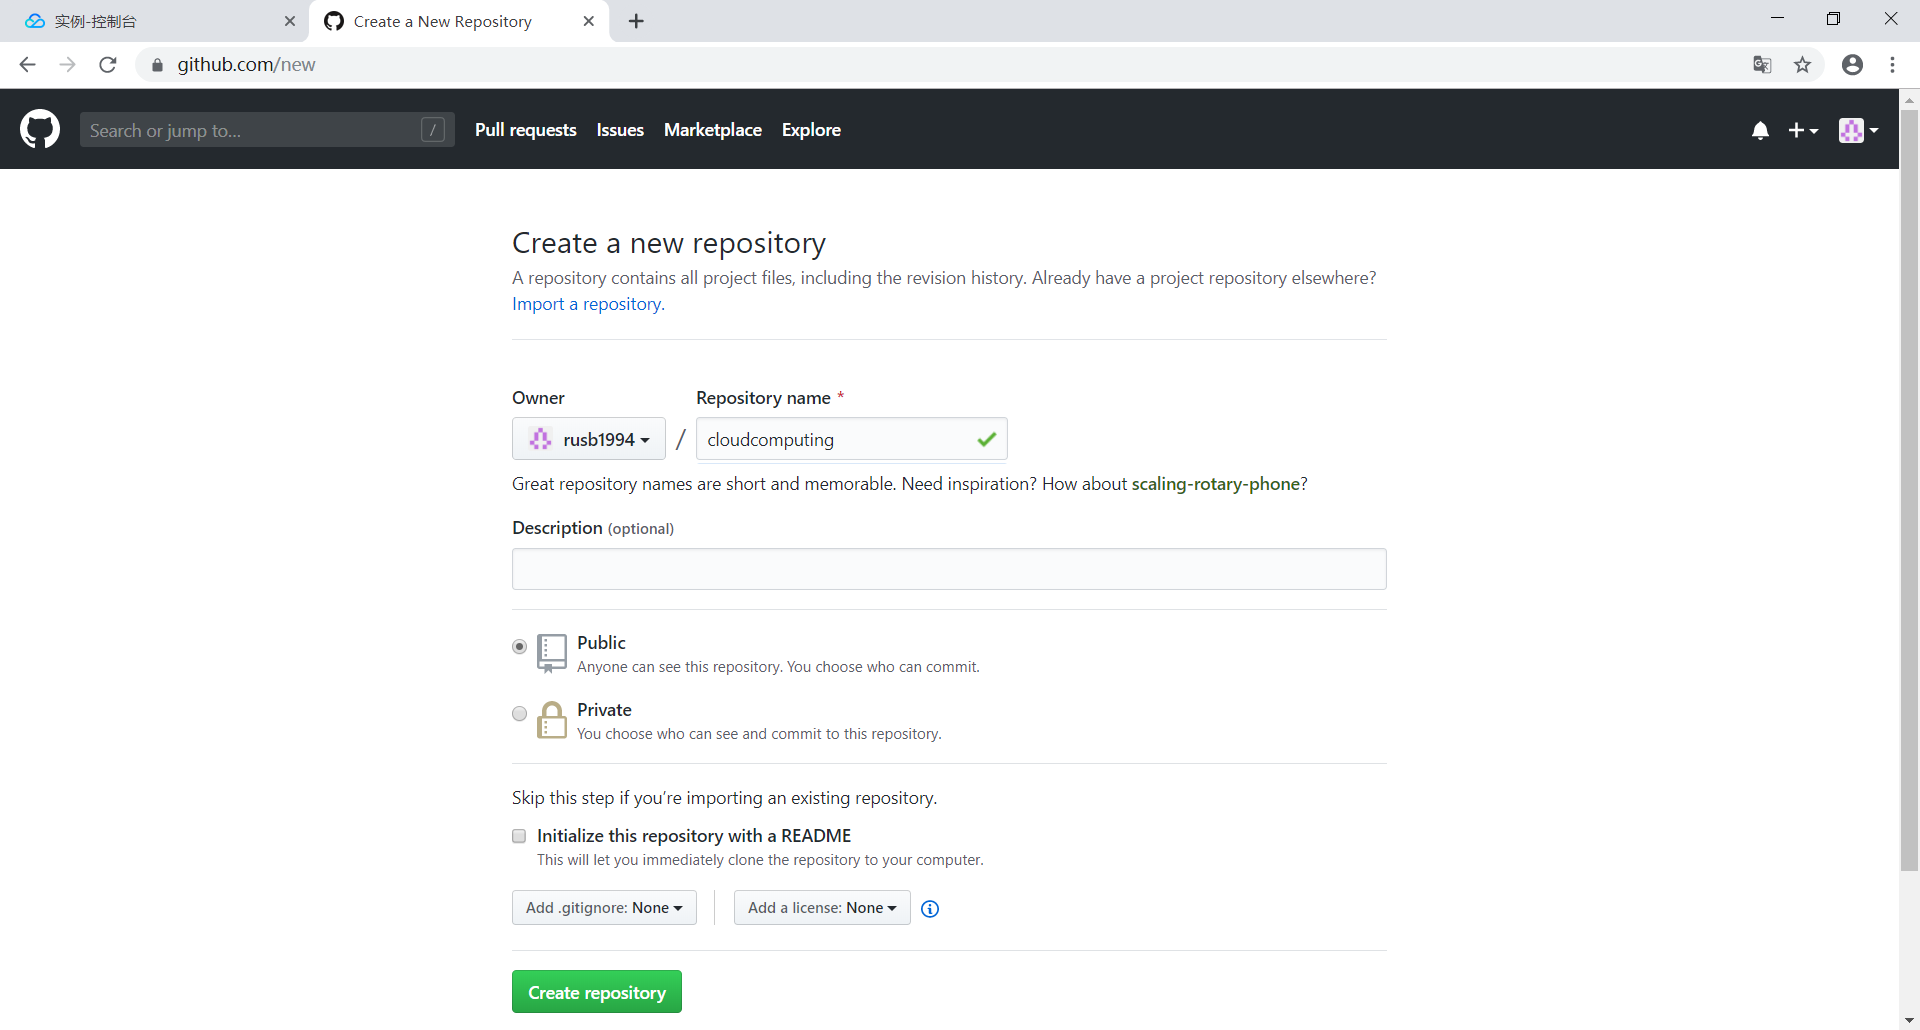 实例-控制台
Create a New Repository
github.com/new
Search or jump to...
/
Pull requests
Issues
Marketplace
Explore
Create a new repository
A repository contains all project files, including the revision history. Already have a project repository elsewhere?
Import a repository.
Owner
Repository name *
rusb1994
/
cloudcomputing
Great repository names are short and memorable. Need inspiration? How about scaling-rotary-phone?
Description (optional)
Public
Anyone can see this repository. You choose who can commit.
Private
You choose who can see and commit to this repository.
Skip this step if you’re importing an existing repository.
Initialize this repository with a README
This will let you immediately clone the repository to your computer.
Add .gitignore: None
Add a license: None
Create repository